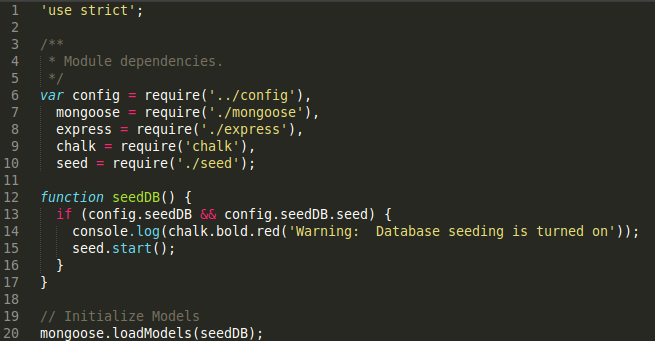 1 'use strict';
2
3 /**
4  * Module dependencies.
5  */
6 var config = require('../config'),
7   mongoose = require('./mongoose'),
8   express = require('./express'),
9   chalk = require('chalk'),
10   seed = require('./seed');
11
12 function seedDB() {
13   if (config.seedDB && config.seedDB.seed) {
14     console.log(chalk.bold.red('Warning:  Database seeding is turned on'));
15     seed.start();
16   }
17 }
18
19 // Initialize Models
20 mongoose.loadModels(seedDB);